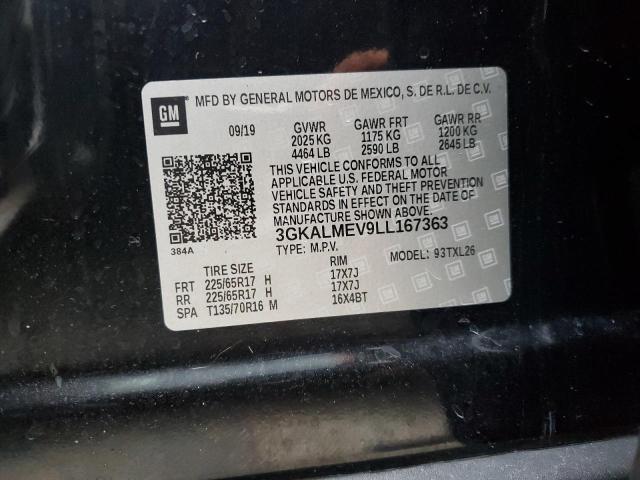 GM
MFD BY GENERAL MOTORS DE MEXICO, S. DE R.L. DE C.V.
09/19 GVWR GAWR FRT GAWR RR
2025 KG 1175 KG 1200 KG
4464 LB 2590 LB 2645 LB
THIS VEHICLE CONFORMS TO ALL
APPLICABLE U.S. FEDERAL MOTOR
VEHICLE SAFETY AND THEFT PREVENTION
STANDARDS IN EFFECT ON THE DATE OF
MANUFACTURE SHOWN ABOVE.
384A 3GKALMEV9LL167363
TYPE: M.P.V. MODEL: 93TXL26
TIRE SIZE RIM
FRT 225/65R17 H 17X7J
RR 225/65R17 H 17X7J
SPA T135/70R16 M 16X4BT